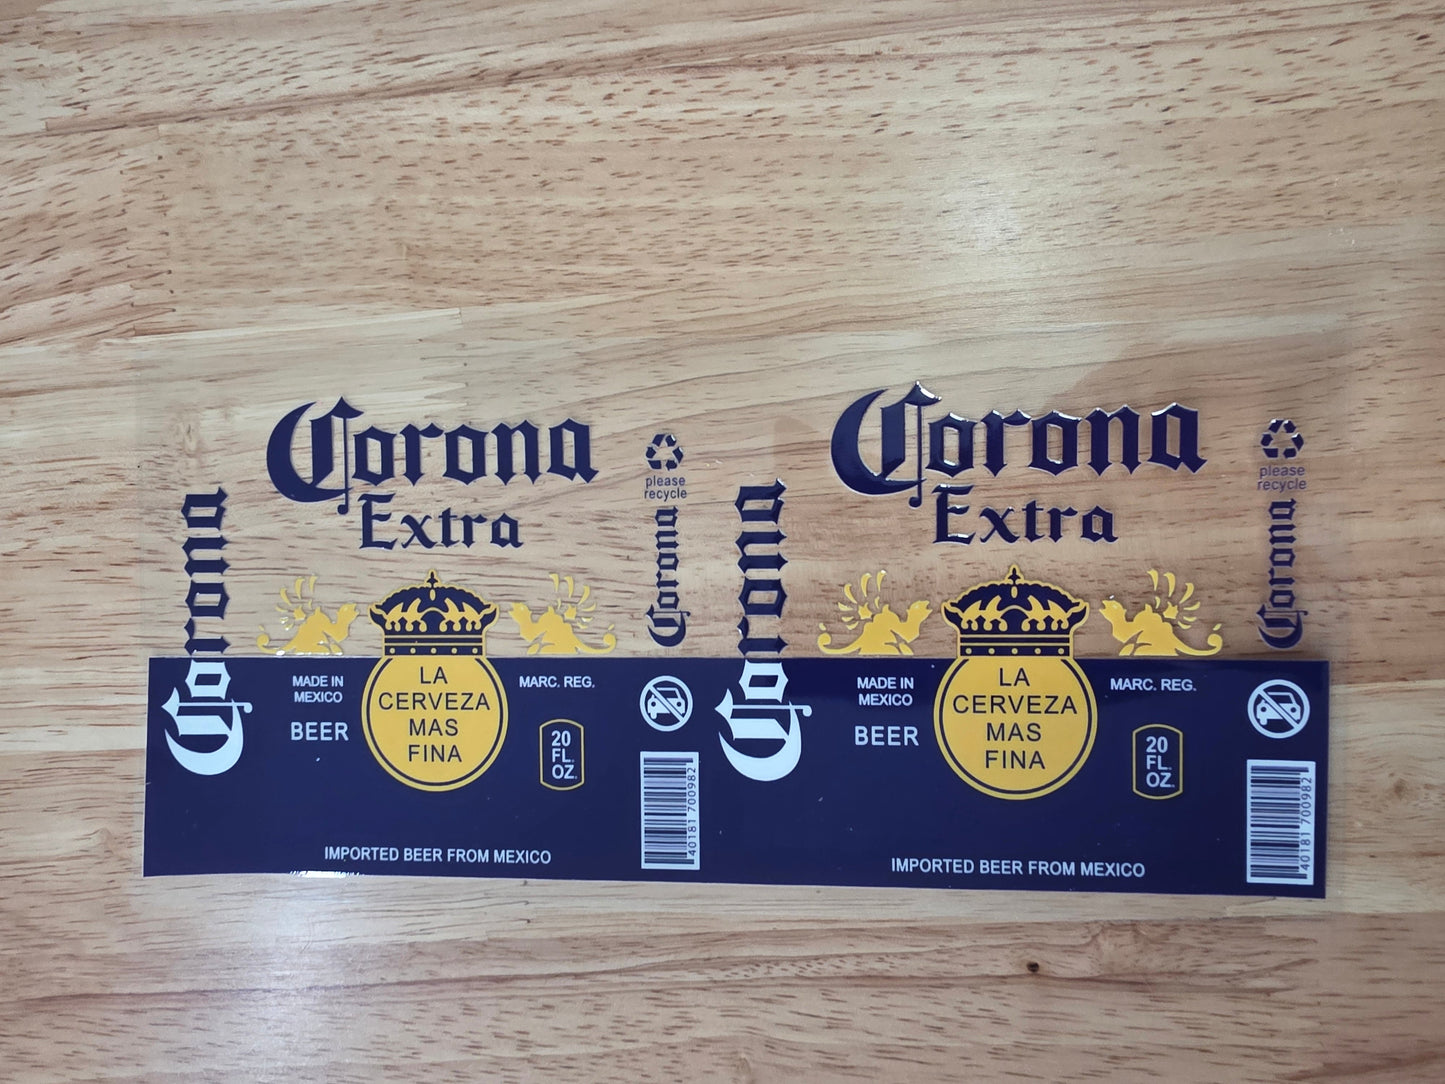 Corona
Extra
Corona
please
recycle
Corona
MADE IN
MEXICO
BEER
LA
CERVEZA
MAS
FINA
MARC. REG.
20
FL.
OZ.
40181 700982
IMPORTED BEER FROM MEXICO
Corona
Extra
Corona
please
recycle
Corona
MADE IN
MEXICO
BEER
LA
CERVEZA
MAS
FINA
MARC. REG.
20
FL.
OZ.
40181 700982
IMPORTED BEER FROM MEXICO